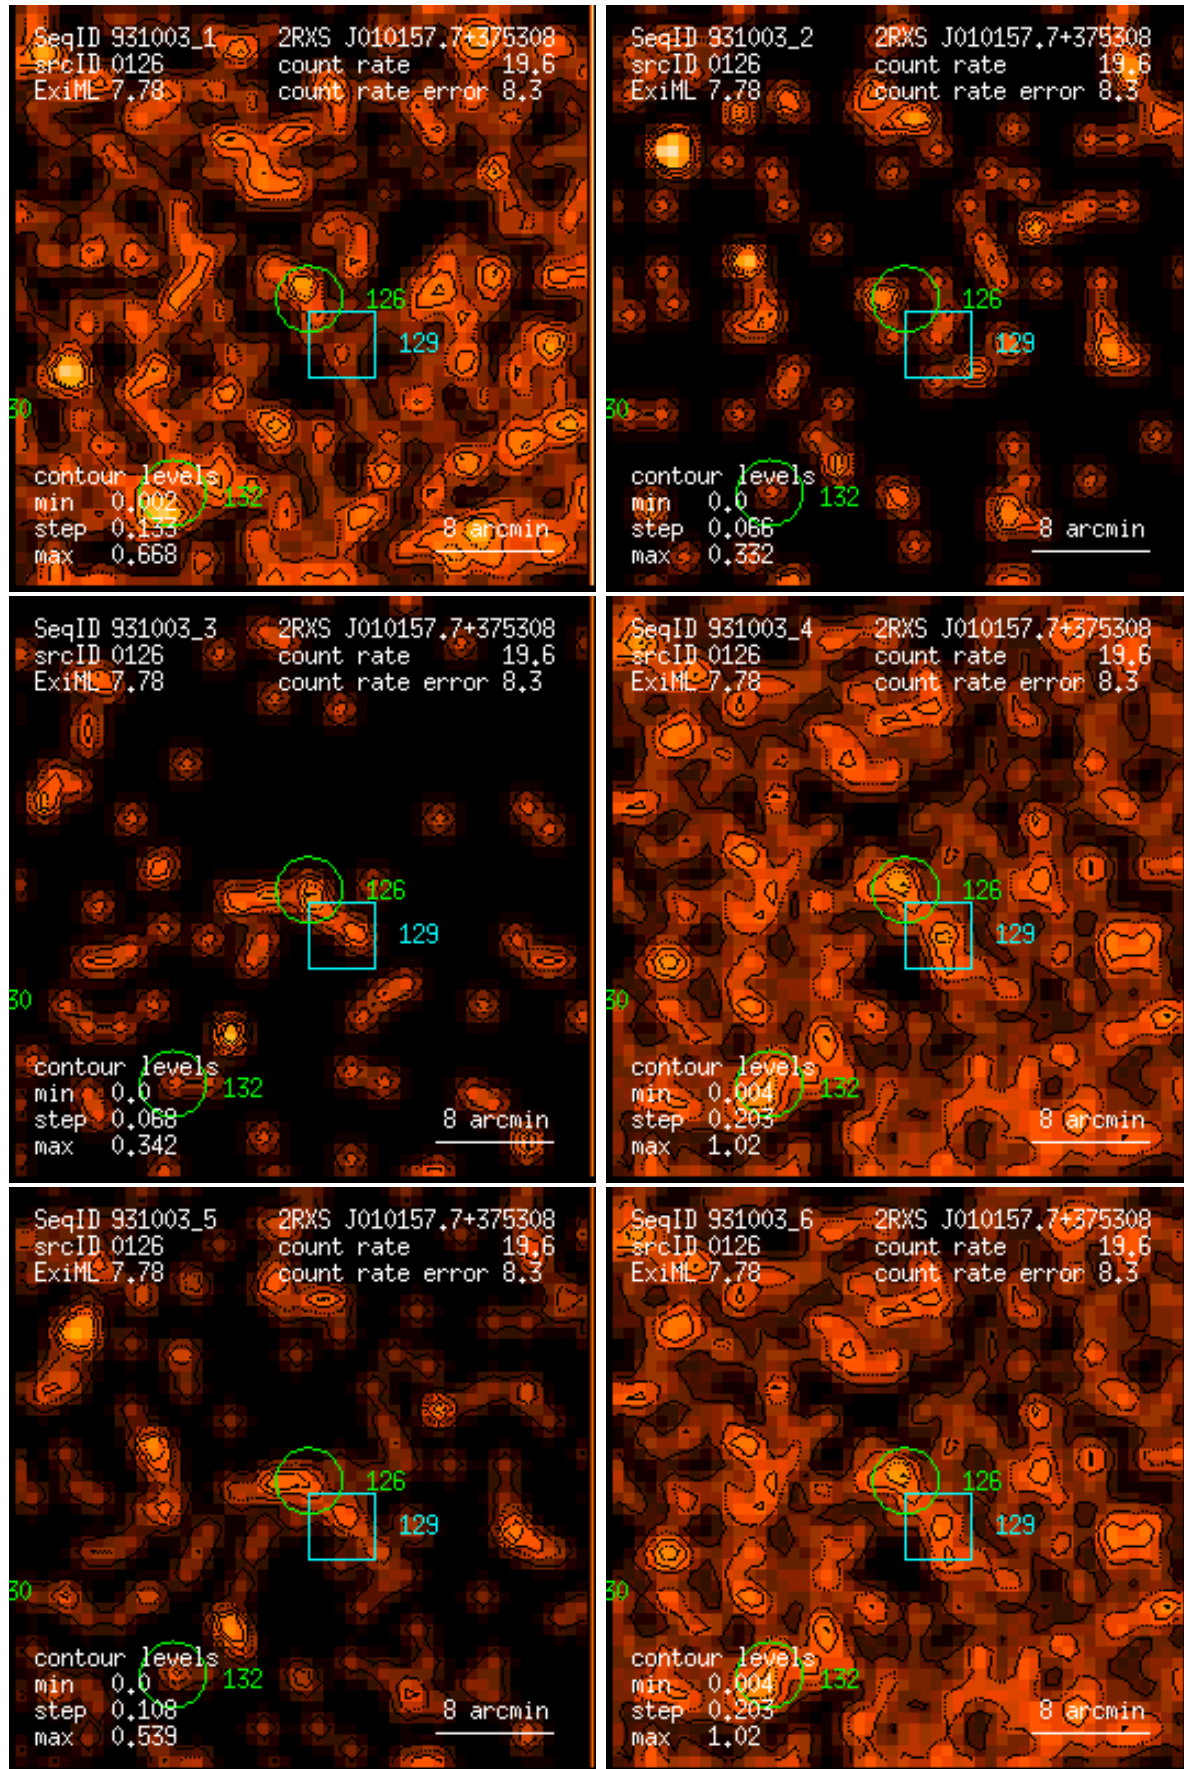 SeqID 931003_1 2RXS J010157.7+375308
srcID 0126 count rate 19.6
ExiML 7.78 count rate error 8.3
126
129
30
contour levels
min 0.002
132
step 0.133
8 arcmin
max 0.668
SeqID 931003_2 2RXS J010157.7+375308
srcID 0126 count rate 19.6
ExiML 7.78 count rate error 8.3
126
129
30
contour levels
min 0.0
132
step 0.066
8 arcmin
max 0.332
SeqID 931003_3 2RXS J010157.7+375308
srcID 0126 count rate 19.6
ExiML 7.78 count rate error 8.3
126
129
30
contour levels
min 0.0
132
step 0.068
8 arcmin
max 0.342
SeqID 931003_4 2RXS J010157.7+375308
srcID 0126 count rate 19.6
ExiML 7.78 count rate error 8.3
126
129
30
contour levels
min 0.004
132
step 0.203
8 arcmin
max 1.02
SeqID 931003_5 2RXS J010157.7+375308
srcID 0126 count rate 19.6
ExiML 7.78 count rate error 8.3
126
129
30
contour levels
min 0.0
132
step 0.108
8 arcmin
max 0.539
SeqID 931003_6 2RXS J010157.7+375308
srcID 0126 count rate 19.6
ExiML 7.78 count rate error 8.3
126
129
30
contour levels
min 0.004
132
step 0.203
8 arcmin
max 1.02